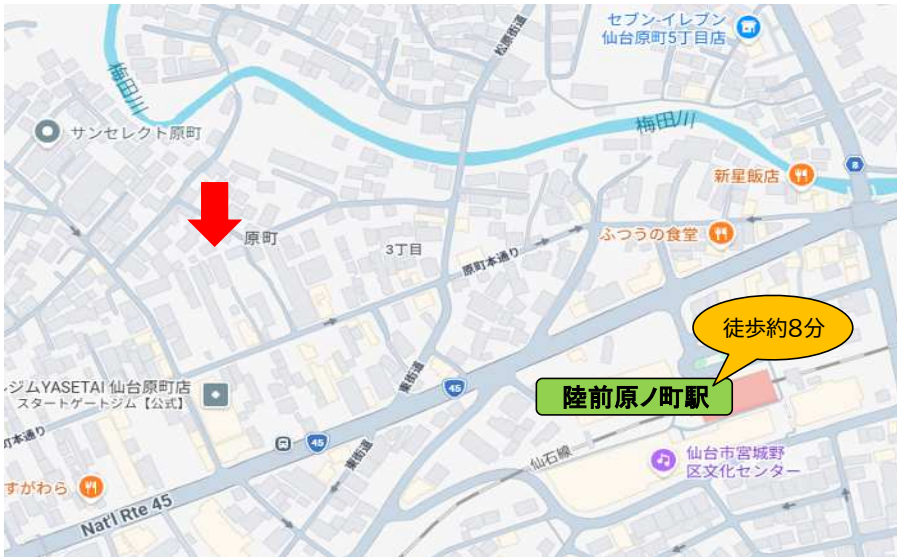 セブン-イレブン
仙台原町5丁目店
松原街道
梅田川
梅田川
サンセレクト原町
8
新星飯店
原町
3丁目
ふつうの食堂
原町本通り
徒歩約8分
ルジムYASETAI 仙台原町店
スタートゲートジム【公式】
東街道
45
陸前原ノ町駅
町本通り
45
東街道
仙石線
仙台市宮城野
区文化センター
すがわら
Nat'l Rte 45